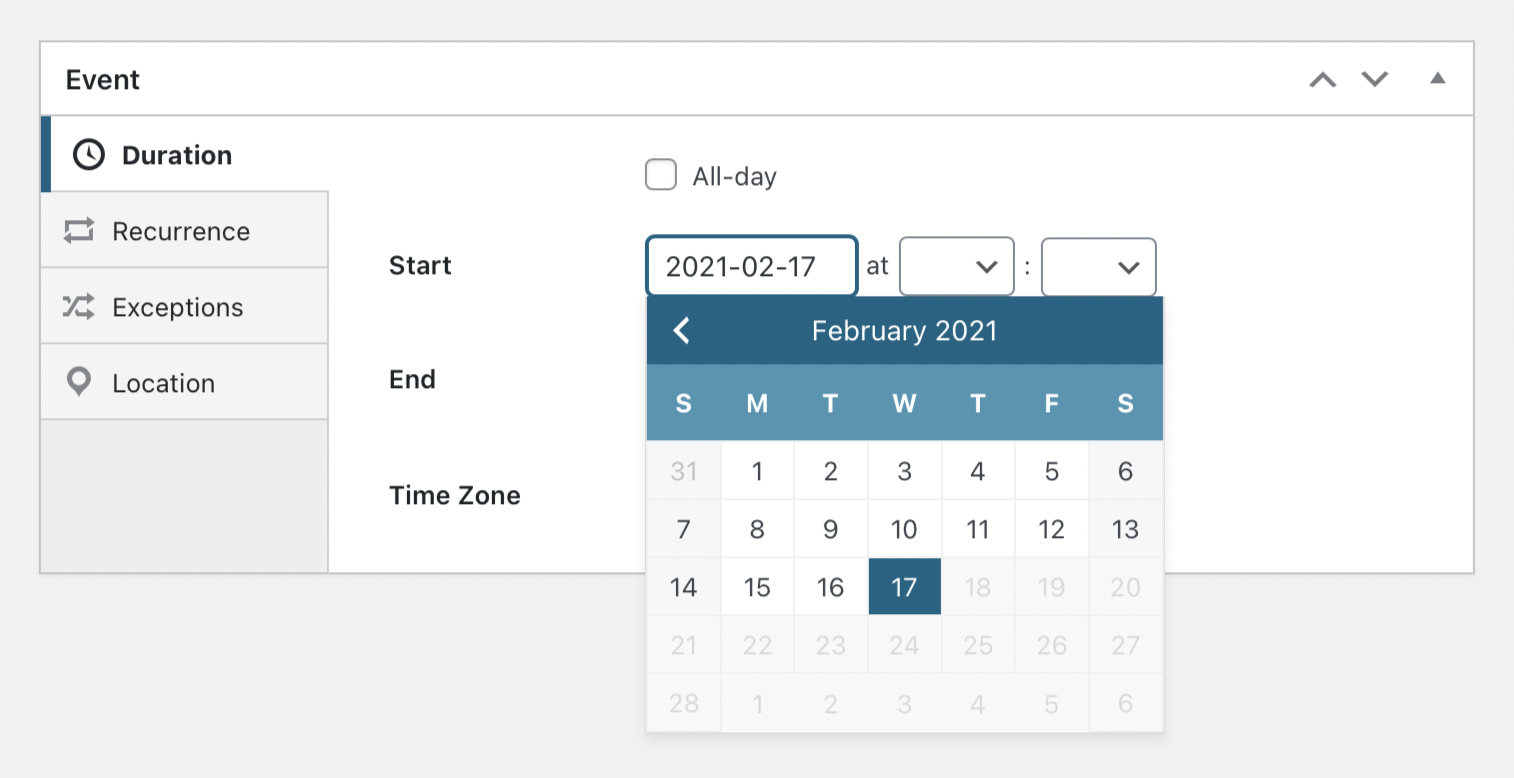 Event
Duration
All-day
Recurrence
Start 2021-02-17 at :
Exceptions
February 2021
End
Location
S M T W T F S
31 1 2 3 4 5 6
Time Zone
7 8 9 10 11 12 13
14 15 16 17 18 19 20
21 22 23 24 25 26 27
28 1 2 3 4 5 6